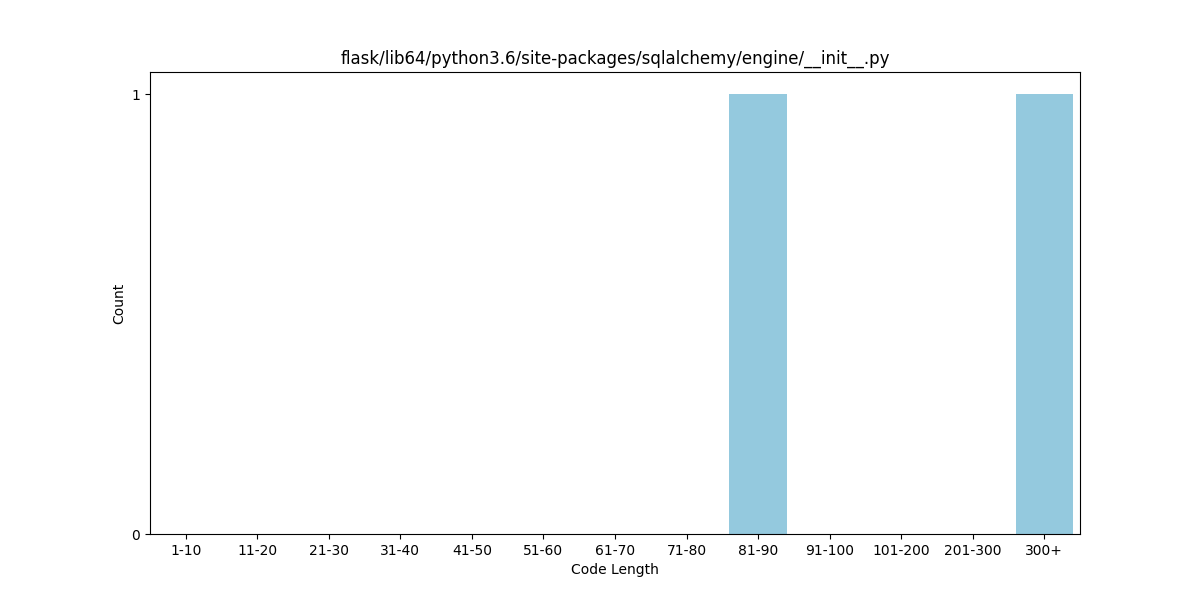 flask/lib64/python3.6/site-packages/sqlalchemy/engine/__init__.py
1
Count
0
1-10 11-20 21-30 31-40 41-50 51-60 61-70 71-80 81-90 91-100 101-200 201-300 300+
Code Length